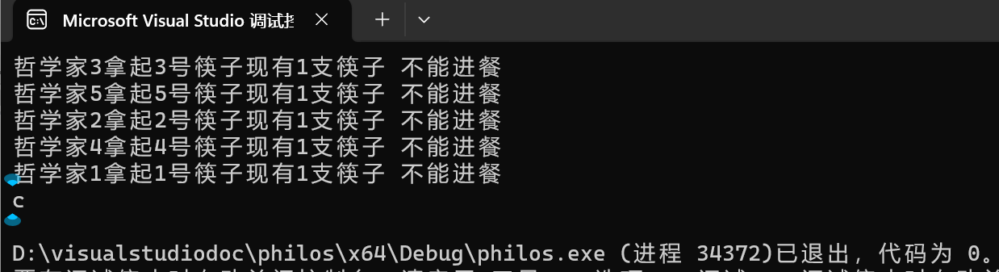 Microsoft Visual Studio 调试
哲学家3拿起3号筷子现有1支筷子 不能进餐
哲学家5拿起5号筷子现有1支筷子 不能进餐
哲学家2拿起2号筷子现有1支筷子 不能进餐
哲学家4拿起4号筷子现有1支筷子 不能进餐
哲学家1拿起1号筷子现有1支筷子 不能进餐
c
D:\visualstudiodoc\philos\x64\Debug\philos.exe (进程 34372)已退出，代码为 0。